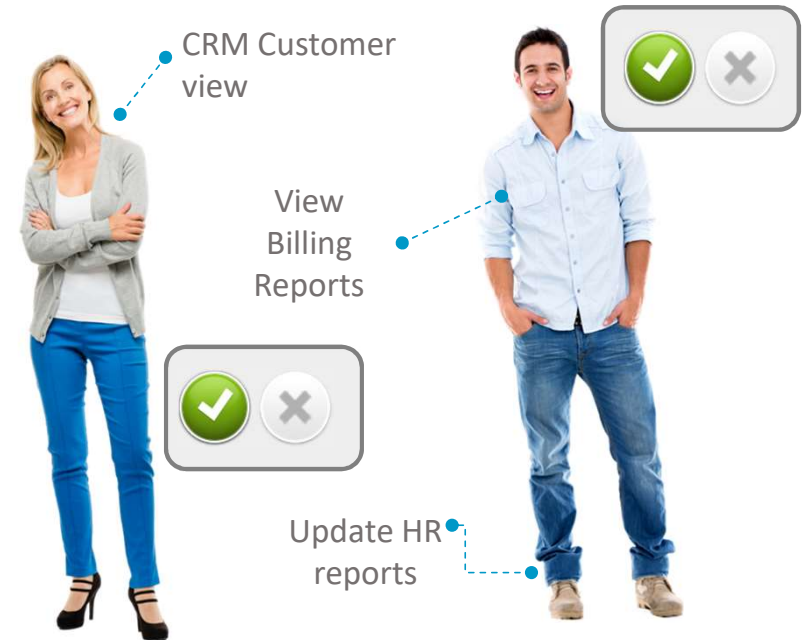 CRM Customer
view
View
Billing
Reports
Update HR
reports